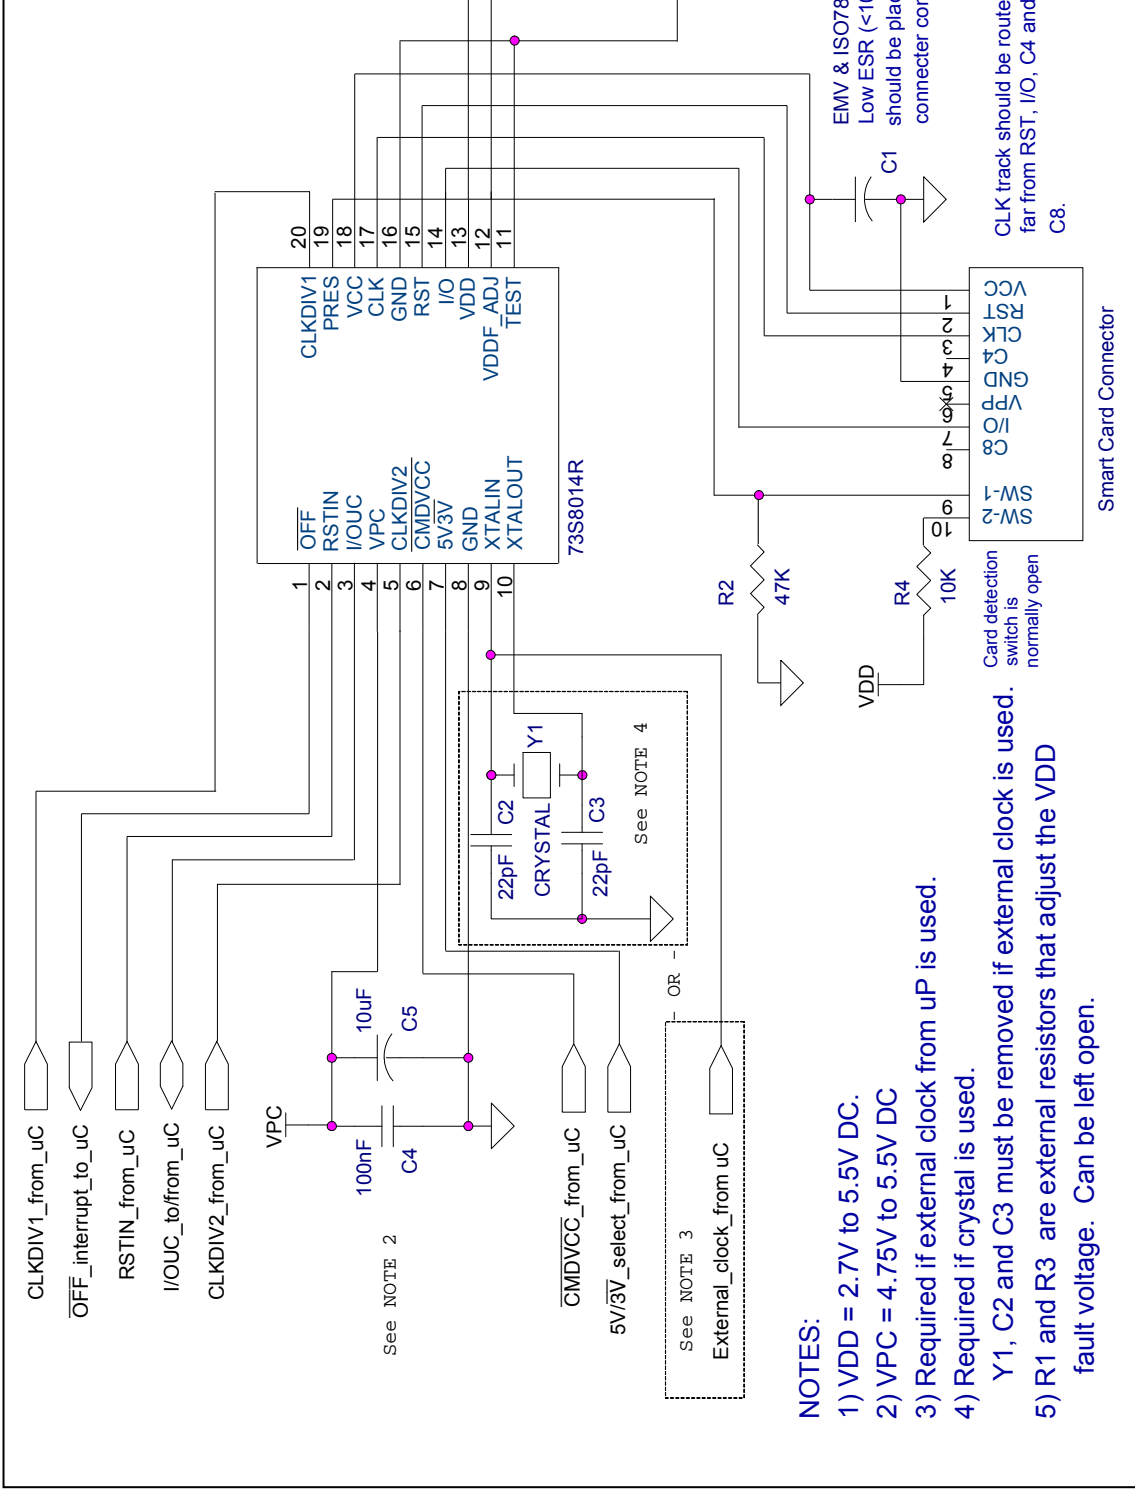 CLKDIV1_from_uC
OFF_interrupt_to_uC
RSTIN_from_uC
I/OUC_to/from_uC
CLKDIV2_from_uC
VPC
100nF
C4
10uF
C5
See NOTE 2
CMDVCC_from_uC
5V/3V_select_from_uC
See NOTE 3
External_clock_from uC
- OR -
22pF
C2
CRYSTAL
Y1
22pF
C3
See NOTE 4
1 OFF
2 RSTIN
3 I/OUC
4 VPC
5 CLKDIV2
6 CMDVCC
7 5V/3V
8 GND
9 XTALIN
10 XTALOUT
CLKDIV1 20
PRES 19
VCC 18
CLK 17
GND 16
RST 15
I/O 14
VDD 13
VDDF_ADJ 12
TEST 11
73S8014R
R2
47K
VDD
R4
10K
Card detection
switch is
normally open
C1
EMV & ISO78
Low ESR (<10
should be plac
connecter con
CLK track should be route
far from RST, I/O, C4 and
C8.
VCC 1
RST 2
CLK 3
C4 4
GND 5
VPP 6
I/O 7
C8 8
SW-1 9
SW-2 10
Smart Card Connector
NOTES:
1) VDD = 2.7V to 5.5V DC.
2) VPC = 4.75V to 5.5V DC
3) Required if external clock from uP is used.
4) Required if crystal is used.
Y1, C2 and C3 must be removed if external clock is used.
5) R1 and R3 are external resistors that adjust the VDD
fault voltage. Can be left open.